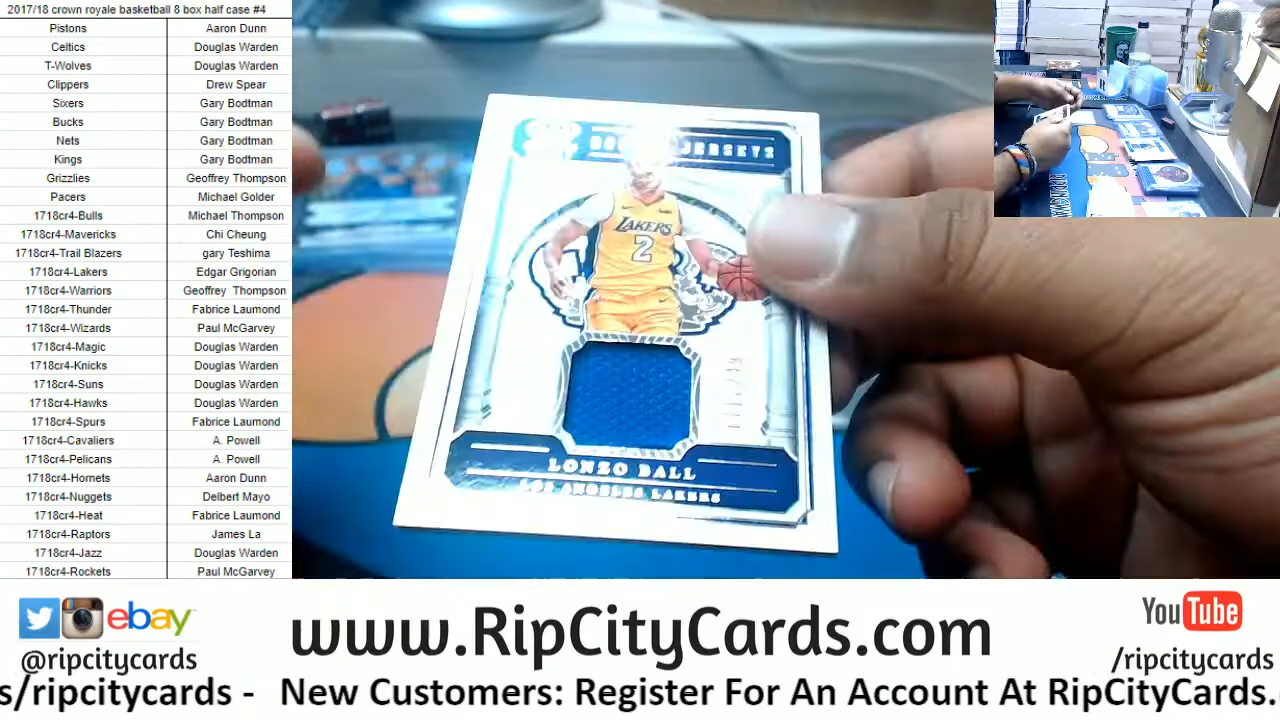 2017/18 crown royale basketball 8 box half case #4
Pistons Aaron Dunn
Celtics Douglas Warden
T-Wolves Douglas Warden
Clippers Drew Spear
Sixers Gary Bodtman
Bucks Gary Bodtman
Nets Gary Bodtman
Kings Gary Bodtman
Grizzlies Geoffrey Thompson
Pacers Michael Golder
1718cr4-Bulls Michael Thompson
1718cr4-Mavericks Chi Cheung
1718cr4-Trail Blazers gary Teshima
1718cr4-Lakers Edgar Grigorian
1718cr4-Warriors Geoffrey Thompson
1718cr4-Thunder Fabrice Laumond
1718cr4-Wizards Paul McGarvey
1718cr4-Magic Douglas Warden
1718cr4-Knicks Douglas Warden
1718cr4-Suns Douglas Warden
1718cr4-Hawks Douglas Warden
1718cr4-Spurs Fabrice Laumond
1718cr4-Cavaliers A. Powell
1718cr4-Pelicans A. Powell
1718cr4-Hornets Aaron Dunn
1718cr4-Nuggets Delbert Mayo
1718cr4-Heat Fabrice Laumond
1718cr4-Raptors James La
1718cr4-Jazz Douglas Warden
1718cr4-Rockets Paul McGarvey
JERSEYS
LAKERS
2
LONZO BALL
LOS ANGELES LAKERS
ebay
@ripcitycards
www.RipCityCards.com
YouTube
/ripcitycards
s/ripcitycards - New Customers: Register For An Account At RipCityCards.